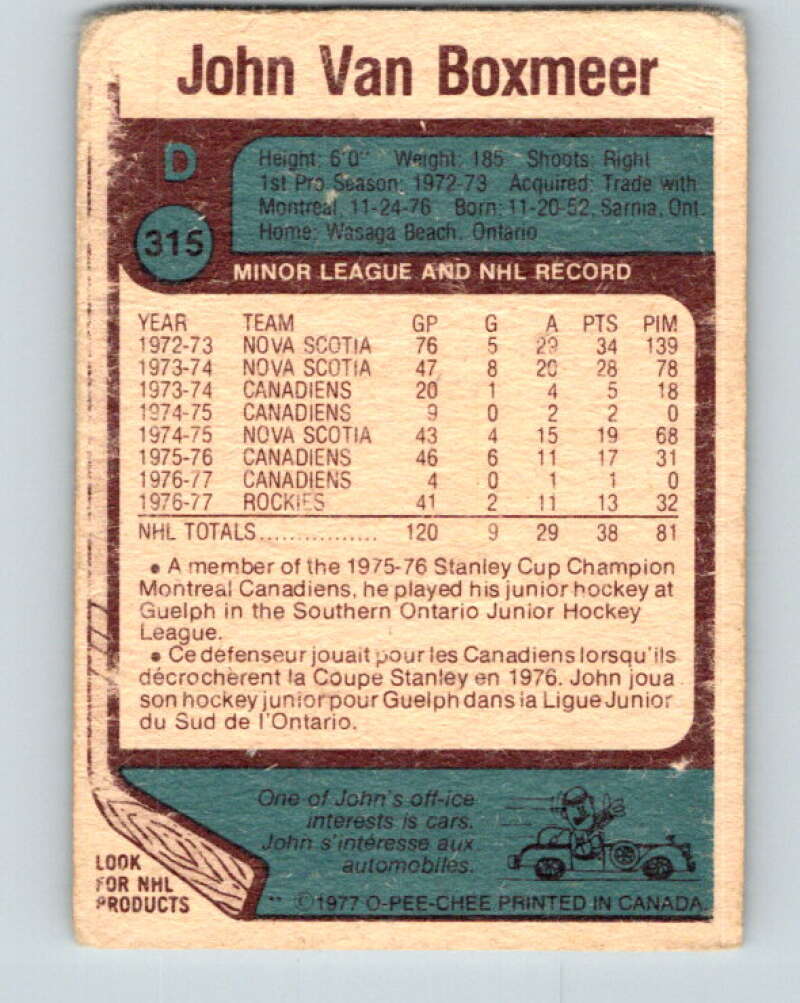 John Van Boxmeer
D
315
Height: 6'0" Weight: 185 Shoots: Right
1st Pro Season: 1972-73 Acquired: Trade with
Montreal, 11-24-76 Born: 11-20-52, Sarnia, Ont.
Home: Wasaga Beach, Ontario
MINOR LEAGUE AND NHL RECORD
YEAR TEAM GP G A PTS PIM
1972-73 NOVA SCOTIA 76 5 29 34 139
1973-74 NOVA SCOTIA 47 8 20 28 78
1973-74 CANADIENS 20 1 4 5 18
1974-75 CANADIENS 9 0 2 2 0
1974-75 NOVA SCOTIA 43 4 15 19 68
1975-76 CANADIENS 46 6 11 17 31
1976-77 CANADIENS 4 0 1 1 0
1976-77 ROCKIES 41 2 11 13 32
NHL TOTALS................ 120 9 29 38 81
• A member of the 1975-76 Stanley Cup Champion
Montreal Canadiens, he played his junior hockey at
Guelph in the Southern Ontario Junior Hockey
League.
• Ce défenseur jouait pour les Canadiens lorsqu'ils
décrochèrent la Coupe Stanley en 1976. John joua
son hockey junior pour Guelph dans la Ligue Junior
du Sud de l'Ontario.
One of John's off-ice
interests is cars.
John s'intéresse aux
automobiles.
LOOK
FOR NHL
PRODUCTS
** ©1977 O-PEE-CHEE PRINTED IN CANADA